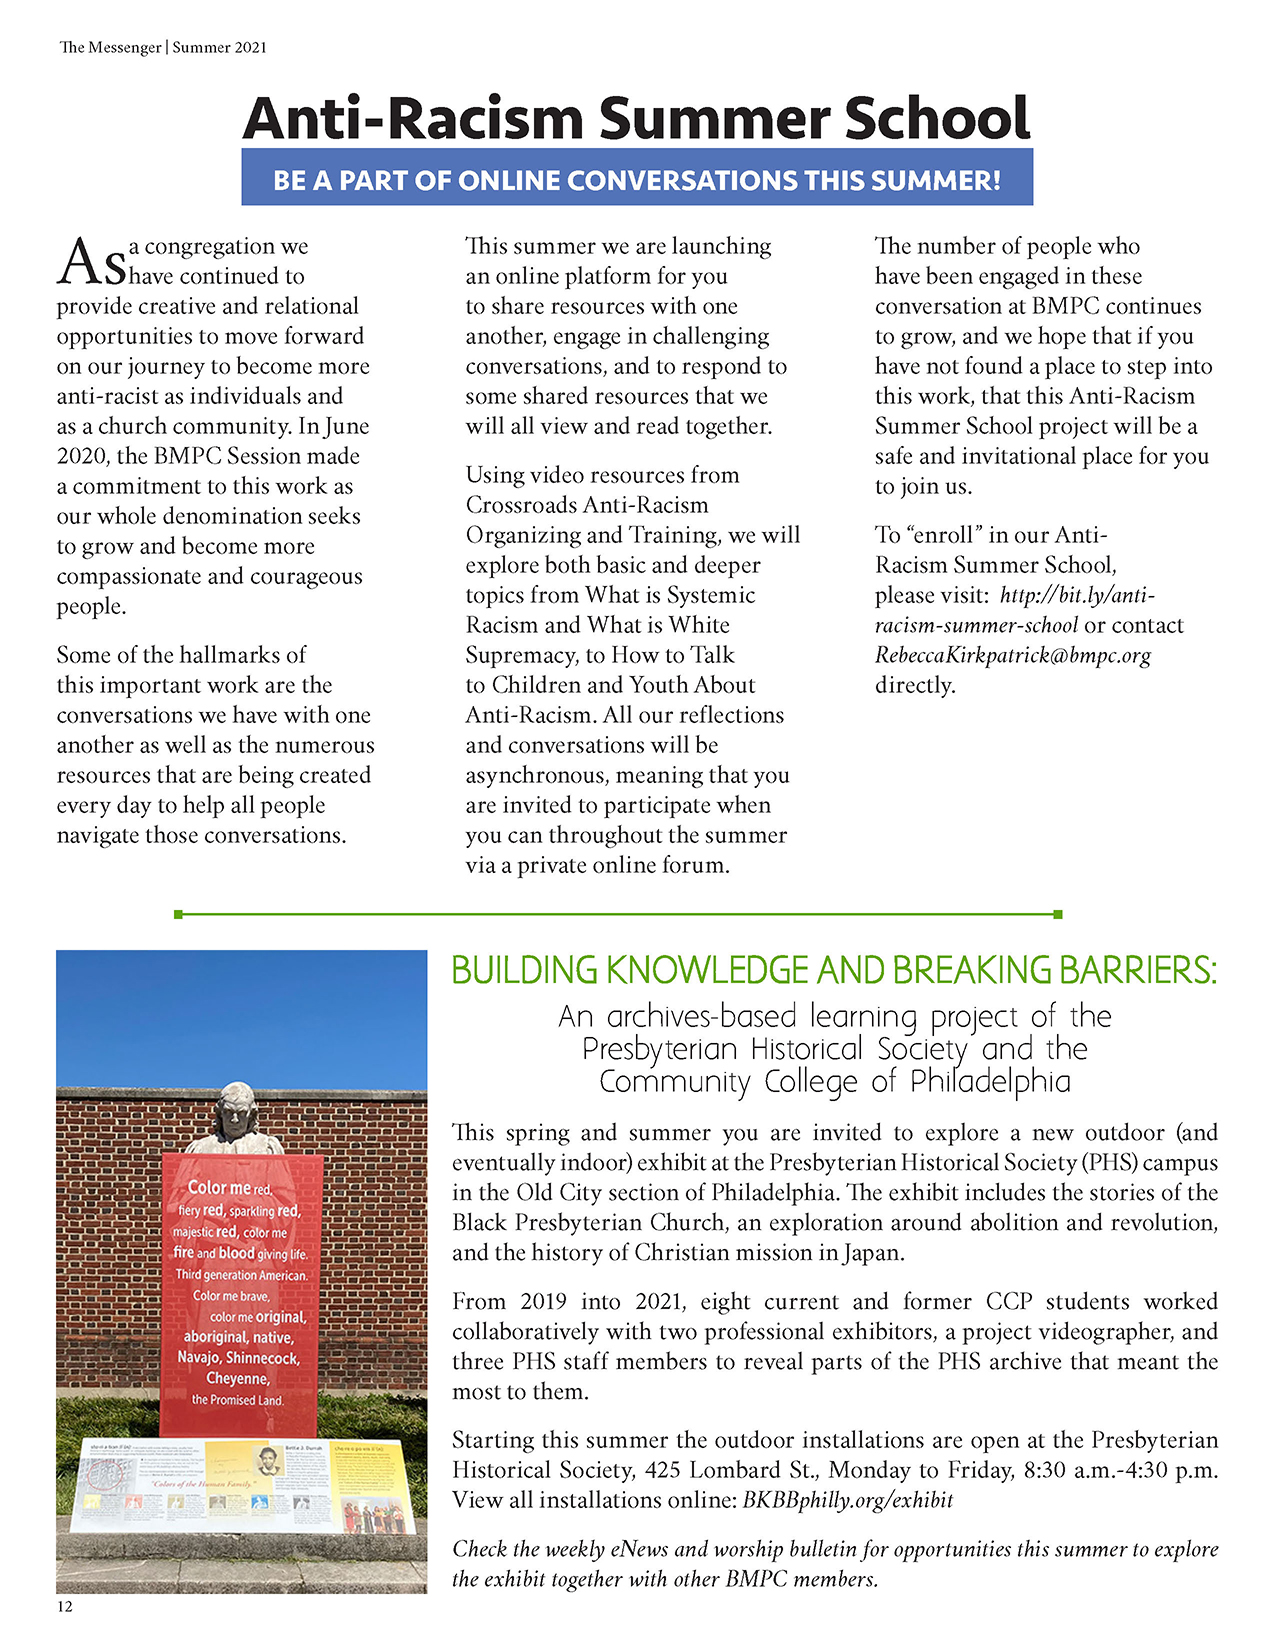 The Messenger | Summer 2021
Anti-Racism Summer School
BE A PART OF ONLINE CONVERSATIONS THIS SUMMER!
As a congregation we
have continued to
provide creative and relational
opportunities to move forward
on our journey to become more
anti-racist as individuals and
as a church community. In June
2020, the BMPC Session made
a commitment to this work as
our whole denomination seeks
to grow and become more
compassionate and courageous
people.
Some of the hallmarks of
this important work are the
conversations we have with one
another as well as the numerous
resources that are being created
every day to help all people
navigate those conversations.
This summer we are launching
an online platform for you
to share resources with one
another, engage in challenging
conversations, and to respond to
some shared resources that we
will all view and read together.
Using video resources from
Crossroads Anti-Racism
Organizing and Training, we will
explore both basic and deeper
topics from What is Systemic
Racism and What is White
Supremacy, to How to Talk
to Children and Youth About
Anti-Racism. All our reflections
and conversations will be
asynchronous, meaning that you
are invited to participate when
you can throughout the summer
via a private online forum.
The number of people who
have been engaged in these
conversation at BMPC continues
to grow, and we hope that if you
have not found a place to step into
this work, that this Anti-Racism
Summer School project will be a
safe and invitational place for you
to join us.
To “enroll” in our Anti-
Racism Summer School,
please visit: http://bit.ly/anti-
racism-summer-school or contact
RebeccaKirkpatrick@bmpc.org
directly.
Color me red,
fiery red, sparkling red,
majestic red, color me
fire and blood giving life.
Third generation American.
Color me brave,
color me original,
aboriginal, native,
Navajo, Shinnecock,
Cheyenne,
the Promised Land.
"Colors of the Human Family,
BUILDING KNOWLEDGE AND BREAKING BARRIERS:
An archives-based learning project of the
Presbyterian Historical Society and the
Community College of Philadelphia
This spring and summer you are invited to explore a new outdoor (and
eventually indoor) exhibit at the Presbyterian Historical Society (PHS) campus
in the Old City section of Philadelphia. The exhibit includes the stories of the
Black Presbyterian Church, an exploration around abolition and revolution,
and the history of Christian mission in Japan.
From 2019 into 2021, eight current and former CCP students worked
collaboratively with two professional exhibitors, a project videographer, and
three PHS staff members to reveal parts of the PHS archive that meant the
most to them.
Starting this summer the outdoor installations are open at the Presbyterian
Historical Society, 425 Lombard St., Monday to Friday, 8:30 a.m.-4:30 p.m.
View all installations online: BKBBphilly.org/exhibit
Check the weekly eNews and worship bulletin for opportunities this summer to explore
the exhibit together with other BMPC members.
12